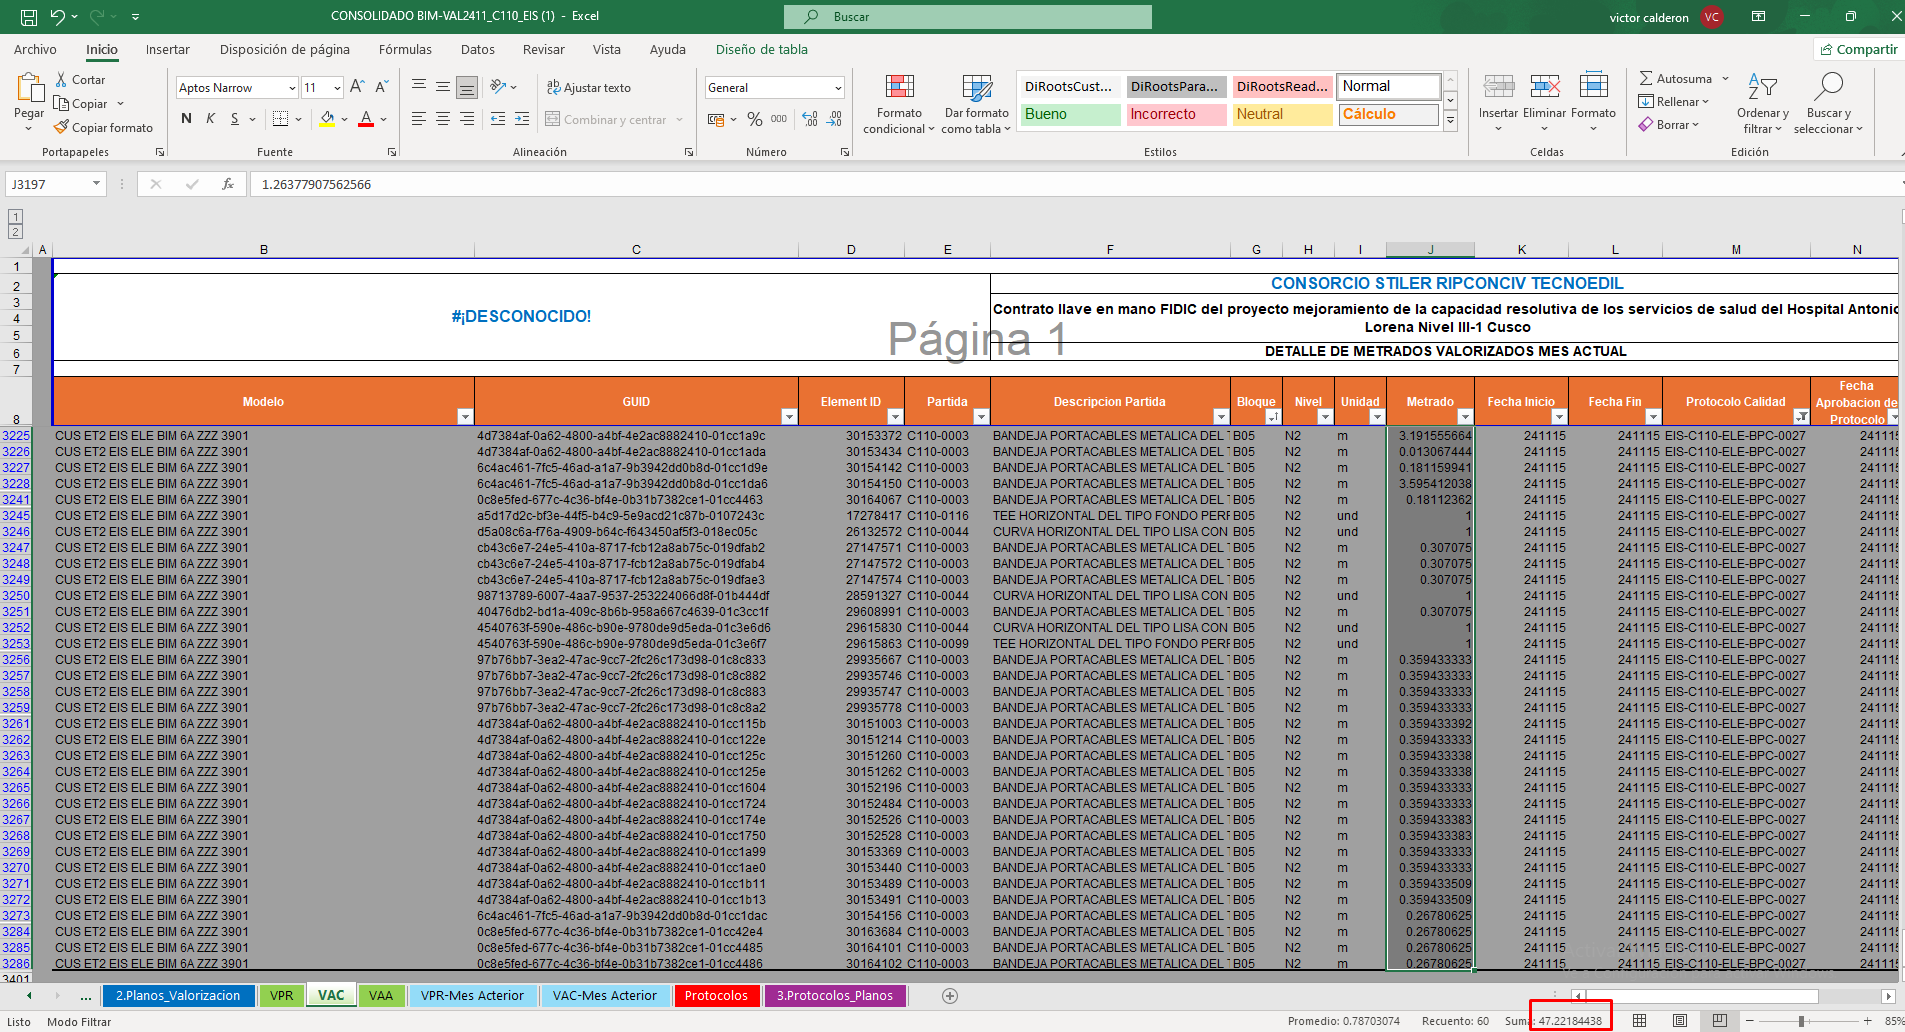 CONSOLIDADO BIM-VAL2411_C110_EIS (1) - Excel
Buscar
victor calderon VC
Archivo Inicio Insertar Disposición de página Fórmulas Datos Revisar Vista Ayuda Diseño de tabla Compartir
Pegar Cortar Copiar Copiar formato Portapapeles
Aptos Narrow 11 N K S Fuente
Ajustar texto Combinar y centrar Alineación
General % 000 Número
Formato condicional Dar formato como tabla
DiRootsCust... DiRootsPara... DiRootsRead... Normal
Bueno Incorrecto Neutral Cálculo
Estilos
Insertar Eliminar Formato Celdas
Autosuma Rellenar Borrar Ordenar y filtrar Buscar y seleccionar Edición
J3197 fx 1.26377907562566
1
2
A B C D E F G H I J K L M N
1
2 CONSORCIO STILER RIPCONCIV TECNOEDIL
3
4 #¡DESCONOCIDO! Contrato llave en mano FIDIC del proyecto mejoramiento de la capacidad resolutiva de los servicios de salud del Hospital Antonio
5 Lorena Nivel III-1 Cusco
Página 1
6 DETALLE DE METRADOS VALORIZADOS MES ACTUAL
7
8 Modelo GUID Element ID Partida Descripcion Partida Bloque Nivel Unidad Metrado Fecha Inicio Fecha Fin Protocolo Calidad Fecha Aprobacion de Protocolo
3225 CUS ET2 EIS ELE BIM 6A ZZZ 3901 4d7384af-0a62-4800-a4bf-4e2ac8882410-01cc1a9c 30153372 C110-0003 BANDEJA PORTACABLES METALICA DEL T B05 N2 m 3.191555664 241115 241115 EIS-C110-ELE-BPC-0027 241115
3226 CUS ET2 EIS ELE BIM 6A ZZZ 3901 4d7384af-0a62-4800-a4bf-4e2ac8882410-01cc1ada 30153434 C110-0003 BANDEJA PORTACABLES METALICA DEL T B05 N2 m 0.013067444 241115 241115 EIS-C110-ELE-BPC-0027 241115
3227 CUS ET2 EIS ELE BIM 6A ZZZ 3901 6c4ac461-7fc5-46ad-a1a7-9b3942dd0b8d-01cc1d9e 30154142 C110-0003 BANDEJA PORTACABLES METALICA DEL T B05 N2 m 0.181159941 241115 241115 EIS-C110-ELE-BPC-0027 241115
3228 CUS ET2 EIS ELE BIM 6A ZZZ 3901 6c4ac461-7fc5-46ad-a1a7-9b3942dd0b8d-01cc1da6 30154150 C110-0003 BANDEJA PORTACABLES METALICA DEL T B05 N2 m 3.595412038 241115 241115 EIS-C110-ELE-BPC-0027 241115
3241 CUS ET2 EIS ELE BIM 6A ZZZ 3901 0c8e5fed-677c-4c36-bf4e-0b31b7382ce1-01cc4463 30164067 C110-0003 BANDEJA PORTACABLES METALICA DEL T B05 N2 m 0.18112362 241115 241115 EIS-C110-ELE-BPC-0027 241115
3245 CUS ET2 EIS ELE BIM 6A ZZZ 3901 a5d17d2c-bf3e-44f5-b4c9-5e9acd21c87b-0107243c 17278417 C110-0116 TEE HORIZONTAL DEL TIPO FONDO PERF B05 N2 und 1 241115 241115 EIS-C110-ELE-BPC-0027 241115
3246 CUS ET2 EIS ELE BIM 6A ZZZ 3901 d5a08c6a-f76a-4909-b64c-f643450af5f3-018ec05c 26132572 C110-0044 CURVA HORIZONTAL DEL TIPO LISA CON B05 N2 und 1 241115 241115 EIS-C110-ELE-BPC-0027 241115
3247 CUS ET2 EIS ELE BIM 6A ZZZ 3901 cb43c6e7-24e5-410a-8717-fcb12a8ab75c-019dfab2 27147571 C110-0003 BANDEJA PORTACABLES METALICA DEL T B05 N2 m 0.307075 241115 241115 EIS-C110-ELE-BPC-0027 241115
3248 CUS ET2 EIS ELE BIM 6A ZZZ 3901 cb43c6e7-24e5-410a-8717-fcb12a8ab75c-019dfab4 27147572 C110-0003 BANDEJA PORTACABLES METALICA DEL T B05 N2 m 0.307075 241115 241115 EIS-C110-ELE-BPC-0027 241115
3249 CUS ET2 EIS ELE BIM 6A ZZZ 3901 cb43c6e7-24e5-410a-8717-fcb12a8ab75c-019dfae3 27147574 C110-0003 BANDEJA PORTACABLES METALICA DEL T B05 N2 m 0.307075 241115 241115 EIS-C110-ELE-BPC-0027 241115
3250 CUS ET2 EIS ELE BIM 6A ZZZ 3901 98713789-6007-4aa7-9537-253224066d8f-01b444df 28591327 C110-0044 CURVA HORIZONTAL DEL TIPO LISA CON B05 N2 und 1 241115 241115 EIS-C110-ELE-BPC-0027 241115
3251 CUS ET2 EIS ELE BIM 6A ZZZ 3901 40476db2-bd1a-409c-8b6b-958a667c4639-01c3cc1f 29608991 C110-0003 BANDEJA PORTACABLES METALICA DEL T B05 N2 m 0.307075 241115 241115 EIS-C110-ELE-BPC-0027 241115
3252 CUS ET2 EIS ELE BIM 6A ZZZ 3901 4540763f-590e-486c-b90e-9780de9d5eda-01c3e6d6 29615830 C110-0044 CURVA HORIZONTAL DEL TIPO LISA CON B05 N2 und 1 241115 241115 EIS-C110-ELE-BPC-0027 241115
3253 CUS ET2 EIS ELE BIM 6A ZZZ 3901 4540763f-590e-486c-b90e-9780de9d5eda-01c3e6f7 29615863 C110-0099 TEE HORIZONTAL DEL TIPO FONDO PERF B05 N2 und 1 241115 241115 EIS-C110-ELE-BPC-0027 241115
3256 CUS ET2 EIS ELE BIM 6A ZZZ 3901 97b76bb7-3ea2-47ac-9cc7-2fc26c173d98-01c8c833 29935667 C110-0003 BANDEJA PORTACABLES METALICA DEL T B05 N2 m 0.359433333 241115 241115 EIS-C110-ELE-BPC-0027 241115
3257 CUS ET2 EIS ELE BIM 6A ZZZ 3901 97b76bb7-3ea2-47ac-9cc7-2fc26c173d98-01c8c882 29935746 C110-0003 BANDEJA PORTACABLES METALICA DEL T B05 N2 m 0.359433333 241115 241115 EIS-C110-ELE-BPC-0027 241115
3258 CUS ET2 EIS ELE BIM 6A ZZZ 3901 97b76bb7-3ea2-47ac-9cc7-2fc26c173d98-01c8c883 29935747 C110-0003 BANDEJA PORTACABLES METALICA DEL T B05 N2 m 0.359433333 241115 241115 EIS-C110-ELE-BPC-0027 241115
3259 CUS ET2 EIS ELE BIM 6A ZZZ 3901 97b76bb7-3ea2-47ac-9cc7-2fc26c173d98-01c8c8a2 29935778 C110-0003 BANDEJA PORTACABLES METALICA DEL T B05 N2 m 0.359433333 241115 241115 EIS-C110-ELE-BPC-0027 241115
3261 CUS ET2 EIS ELE BIM 6A ZZZ 3901 4d7384af-0a62-4800-a4bf-4e2ac8882410-01cc115b 30151003 C110-0003 BANDEJA PORTACABLES METALICA DEL T B05 N2 m 0.359433392 241115 241115 EIS-C110-ELE-BPC-0027 241115
3262 CUS ET2 EIS ELE BIM 6A ZZZ 3901 4d7384af-0a62-4800-a4bf-4e2ac8882410-01cc122e 30151214 C110-0003 BANDEJA PORTACABLES METALICA DEL T B05 N2 m 0.359433333 241115 241115 EIS-C110-ELE-BPC-0027 241115
3263 CUS ET2 EIS ELE BIM 6A ZZZ 3901 4d7384af-0a62-4800-a4bf-4e2ac8882410-01cc125c 30151260 C110-0003 BANDEJA PORTACABLES METALICA DEL T B05 N2 m 0.359433338 241115 241115 EIS-C110-ELE-BPC-0027 241115
3264 CUS ET2 EIS ELE BIM 6A ZZZ 3901 4d7384af-0a62-4800-a4bf-4e2ac8882410-01cc125e 30151262 C110-0003 BANDEJA PORTACABLES METALICA DEL T B05 N2 m 0.359433338 241115 241115 EIS-C110-ELE-BPC-0027 241115
3265 CUS ET2 EIS ELE BIM 6A ZZZ 3901 4d7384af-0a62-4800-a4bf-4e2ac8882410-01cc1604 30152196 C110-0003 BANDEJA PORTACABLES METALICA DEL T B05 N2 m 0.359433333 241115 241115 EIS-C110-ELE-BPC-0027 241115
3266 CUS ET2 EIS ELE BIM 6A ZZZ 3901 4d7384af-0a62-4800-a4bf-4e2ac8882410-01cc1724 30152484 C110-0003 BANDEJA PORTACABLES METALICA DEL T B05 N2 m 0.359433333 241115 241115 EIS-C110-ELE-BPC-0027 241115
3267 CUS ET2 EIS ELE BIM 6A ZZZ 3901 4d7384af-0a62-4800-a4bf-4e2ac8882410-01cc174e 30152526 C110-0003 BANDEJA PORTACABLES METALICA DEL T B05 N2 m 0.359433383 241115 241115 EIS-C110-ELE-BPC-0027 241115
3268 CUS ET2 EIS ELE BIM 6A ZZZ 3901 4d7384af-0a62-4800-a4bf-4e2ac8882410-01cc1750 30152528 C110-0003 BANDEJA PORTACABLES METALICA DEL T B05 N2 m 0.359433383 241115 241115 EIS-C110-ELE-BPC-0027 241115
3269 CUS ET2 EIS ELE BIM 6A ZZZ 3901 4d7384af-0a62-4800-a4bf-4e2ac8882410-01cc1a99 30153369 C110-0003 BANDEJA PORTACABLES METALICA DEL T B05 N2 m 0.359433333 241115 241115 EIS-C110-ELE-BPC-0027 241115
3270 CUS ET2 EIS ELE BIM 6A ZZZ 3901 4d7384af-0a62-4800-a4bf-4e2ac8882410-01cc1ae0 30153440 C110-0003 BANDEJA PORTACABLES METALICA DEL T B05 N2 m 0.359433333 241115 241115 EIS-C110-ELE-BPC-0027 241115
3271 CUS ET2 EIS ELE BIM 6A ZZZ 3901 4d7384af-0a62-4800-a4bf-4e2ac8882410-01cc1b11 30153489 C110-0003 BANDEJA PORTACABLES METALICA DEL T B05 N2 m 0.359433509 241115 241115 EIS-C110-ELE-BPC-0027 241115
3272 CUS ET2 EIS ELE BIM 6A ZZZ 3901 4d7384af-0a62-4800-a4bf-4e2ac8882410-01cc1b13 30153491 C110-0003 BANDEJA PORTACABLES METALICA DEL T B05 N2 m 0.359433509 241115 241115 EIS-C110-ELE-BPC-0027 241115
3273 CUS ET2 EIS ELE BIM 6A ZZZ 3901 6c4ac461-7fc5-46ad-a1a7-9b3942dd0b8d-01cc1dac 30154156 C110-0003 BANDEJA PORTACABLES METALICA DEL T B05 N2 m 0.26780625 241115 241115 EIS-C110-ELE-BPC-0027 241115
3284 CUS ET2 EIS ELE BIM 6A ZZZ 3901 0c8e5fed-677c-4c36-bf4e-0b31b7382ce1-01cc42e4 30163684 C110-0003 BANDEJA PORTACABLES METALICA DEL T B05 N2 m 0.26780625 241115 241115 EIS-C110-ELE-BPC-0027 241115
3285 CUS ET2 EIS ELE BIM 6A ZZZ 3901 0c8e5fed-677c-4c36-bf4e-0b31b7382ce1-01cc4485 30164101 C110-0003 BANDEJA PORTACABLES METALICA DEL T B05 N2 m 0.26780625 241115 241115 EIS-C110-ELE-BPC-0027 241115
3286 CUS ET2 EIS ELE BIM 6A ZZZ 3901 0c8e5fed-677c-4c36-bf4e-0b31b7382ce1-01cc4486 30164102 C110-0003 BANDEJA PORTACABLES METALICA DEL T B05 N2 m 0.26780625 241115 241115 EIS-C110-ELE-BPC-0027 241115
3401
... 2.Planos_Valorizacion VPR VAC VAA VPR-Mes Acterior VAC-Mes Acterior Protocolos 3.Protocolos_Planos
Listo Modo Filtrar Promedio: 0.78703074 Recuento: 60 Suma: 47.22184438 85%